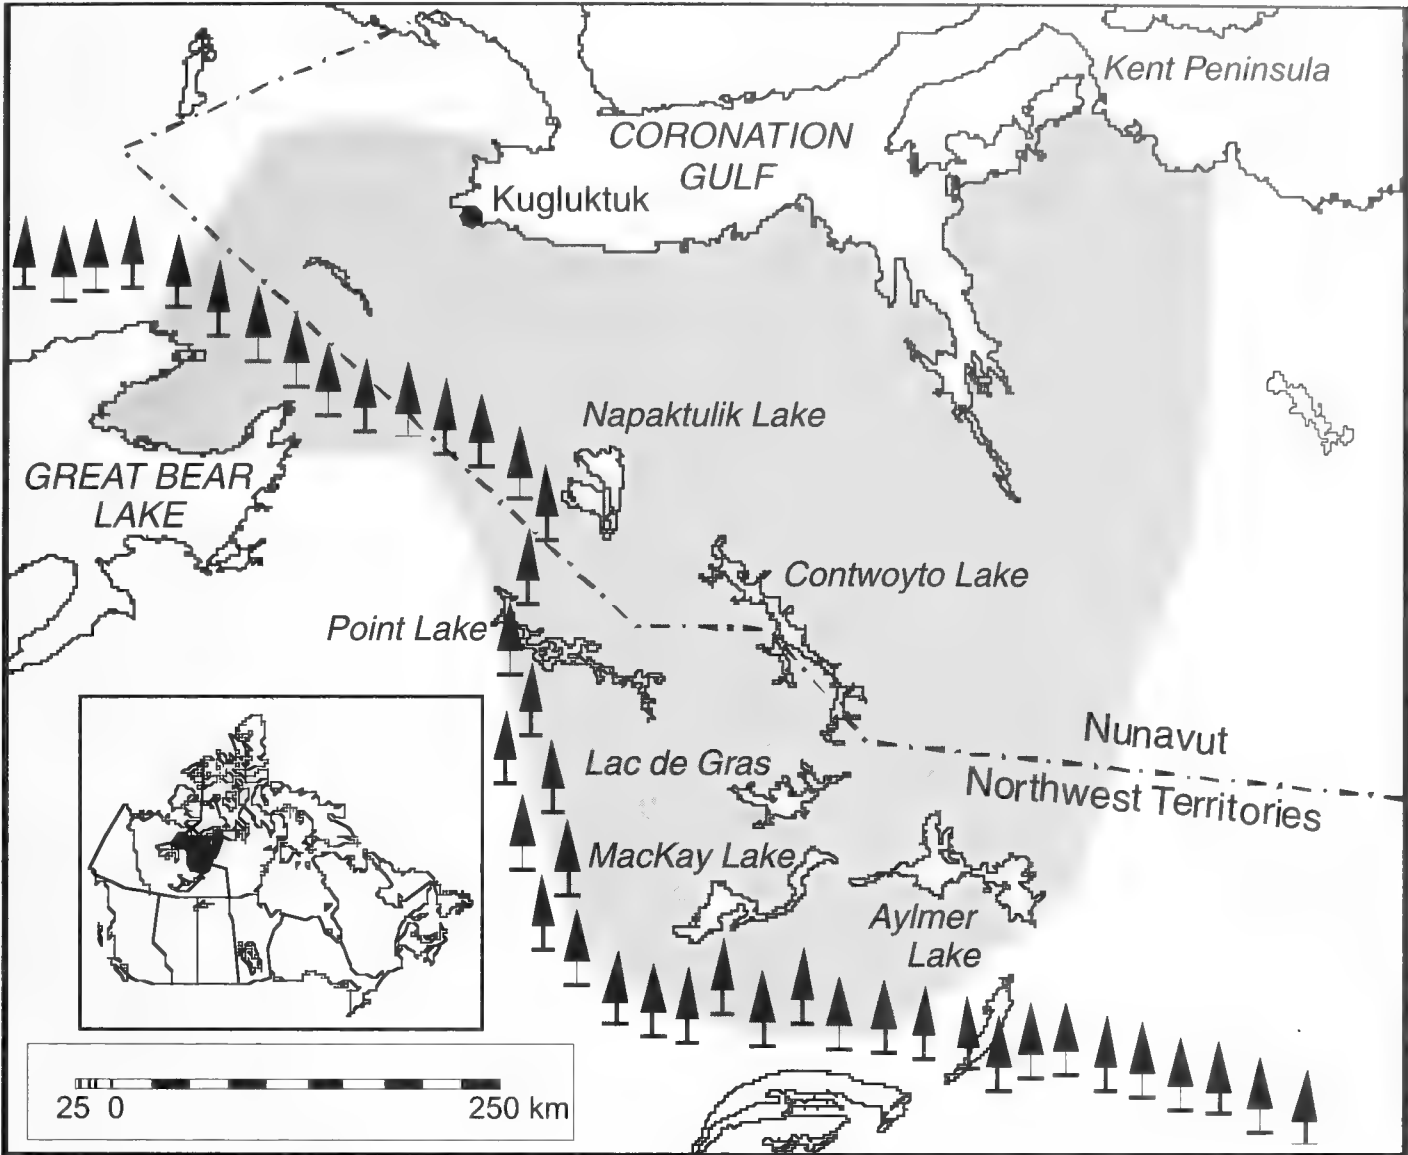 Kent Peninsula
CORONATION
GULF
Kugluktuk
Napaktulik Lake
GREAT BEAR
LAKE
Contwoyto Lake
Point Lake
Nunavut
Lac de Gras
Northwest Territories
MacKay Lake
Aylmer
Lake
25 0 250 km